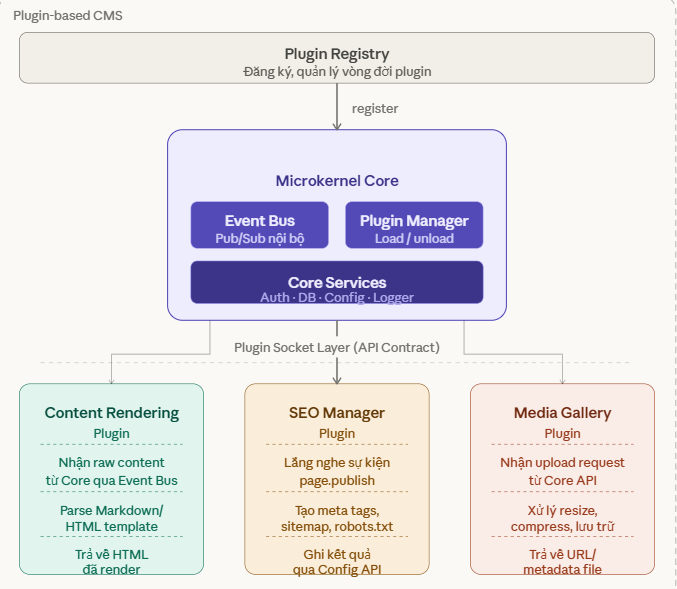 Plugin-based CMS
Plugin Registry
Đăng ký, quản lý vòng đời plugin
register
Microkernel Core
Event Bus
Pub/Sub nội bộ
Plugin Manager
Load / unload
Core Services
Auth · DB · Config · Logger
Plugin Socket Layer (API Contract)
Content Rendering
Plugin
Nhận raw content
từ Core qua Event Bus
Parse Markdown/
HTML template
Trả về HTML
đã render
SEO Manager
Plugin
Lắng nghe sự kiện
page.publish
Tạo meta tags,
sitemap, robots.txt
Ghi kết quả
qua Config API
Media Gallery
Plugin
Nhận upload request
từ Core API
Xử lý resize,
compress, lưu trữ
Trả về URL/
metadata file